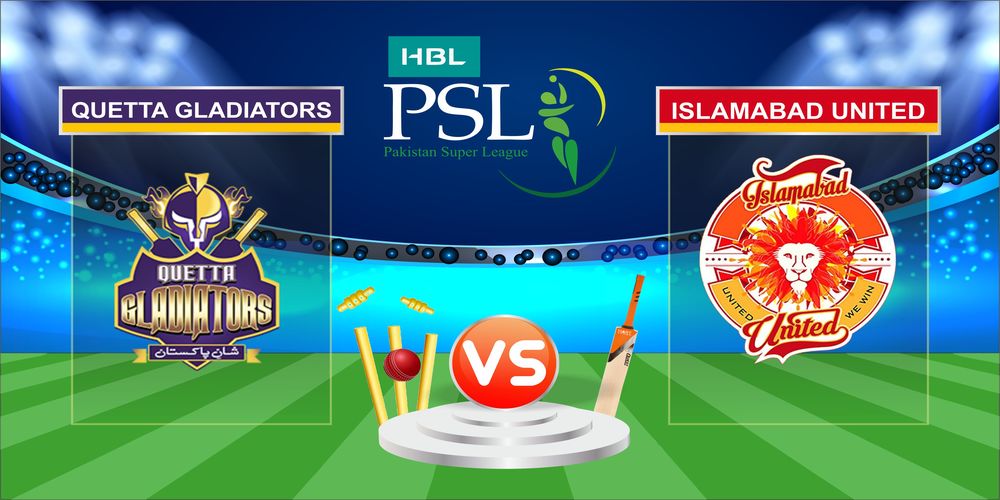 HBL
PSL
Pakistan Super League
QUETTA GLADIATORS
ISLAMABAD UNITED
QUETTA
GLADIATORS
شانِ پاکستان
Islamabad
UNITED WE WIN
United
VS